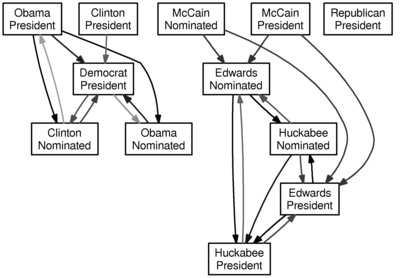 Obama
President
Clinton
President
McCain
Nominated
McCain
President
Republican
President
Democrat
President
Edwards
Nominated
Clinton
Nominated
Obama
Nominated
Huckabee
Nominated
Edwards
President
Huckabee
President